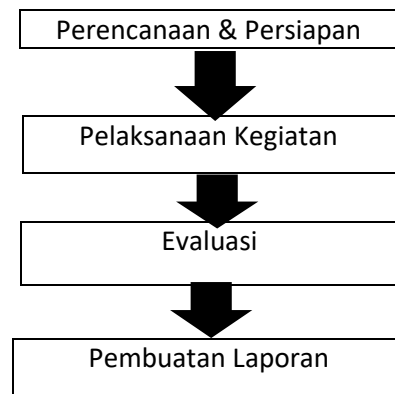 Perencanaan & Persiapan
Pelaksanaan Kegiatan
Evaluasi
Pembuatan Laporan